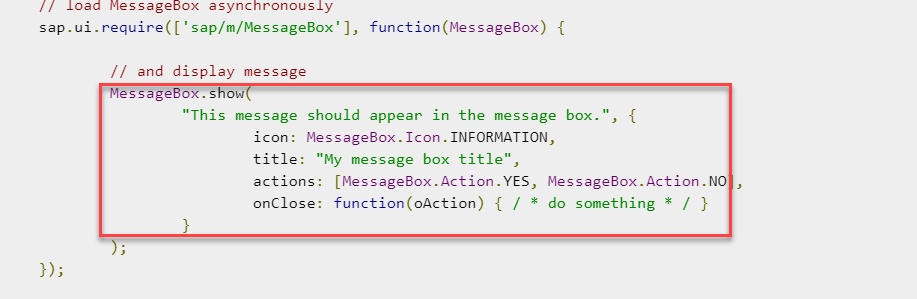 // load MessageBox asynchronously
sap.ui.require(['sap/m/MessageBox'], function(MessageBox) {
// and display message
MessageBox.show(
"This message should appear in the message box.", {
icon: MessageBox.Icon.INFORMATION,
title: "My message box title",
actions: [MessageBox.Action.YES, MessageBox.Action.NO],
onClose: function(oAction) { / * do something * / }
}
);
});